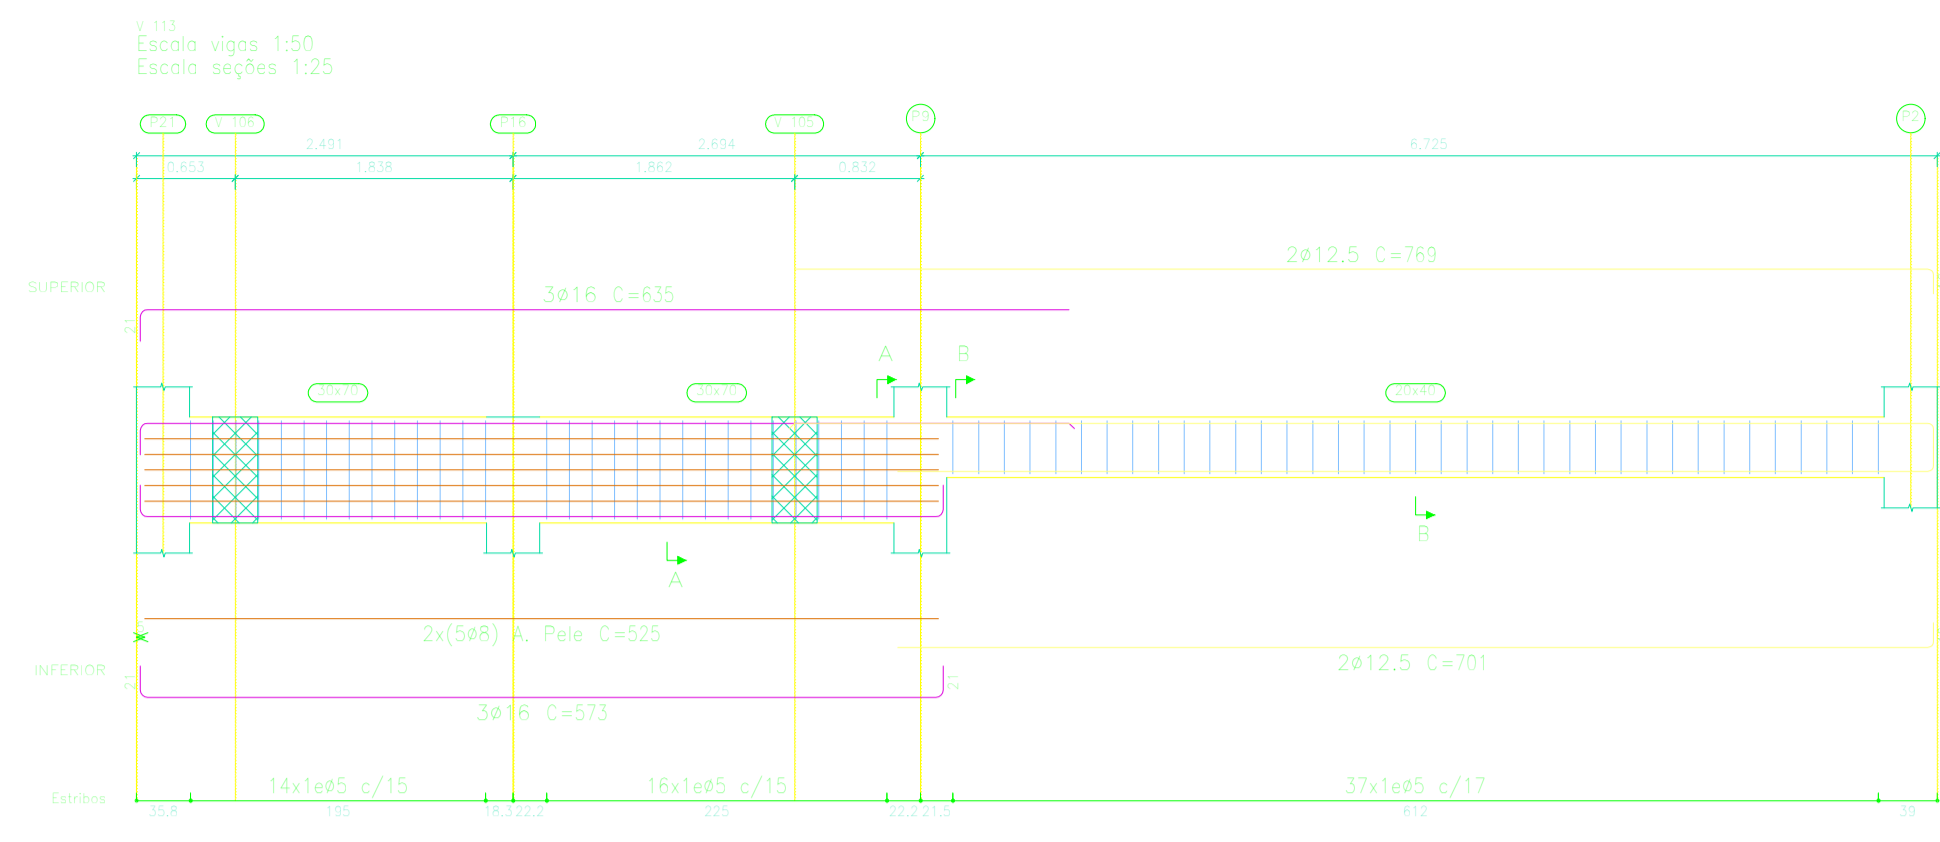 V 113
Escala vigas 1:50
Escala seções 1:25
P21
V 106
P16
V 105
P9
P2
2.491
2.694
6.725
0.653
1.838
1.862
0.832
2ø12.5 C=769
SUPERIOR
3ø16 C=635
21
A
B
30x70
30x70
20x40
B
A
2x(5ø8) A. Pele C=525
INFERIOR
2ø12.5 C=701
21
21
3ø16 C=573
Estribos
14x1eø5 c/15
16x1eø5 c/15
37x1eø5 c/17
35.8
195
18.3
22.2
225
22.2
21.5
612
39